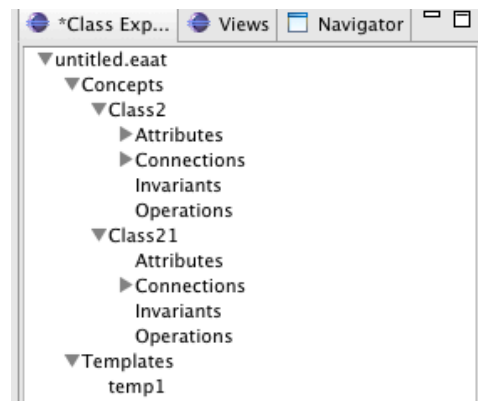 *Class Exp... Views Navigator
untitled.eaat
Concepts
Class2
Attributes
Connections
Invariants
Operations
Class21
Attributes
Connections
Invariants
Operations
Templates
temp1